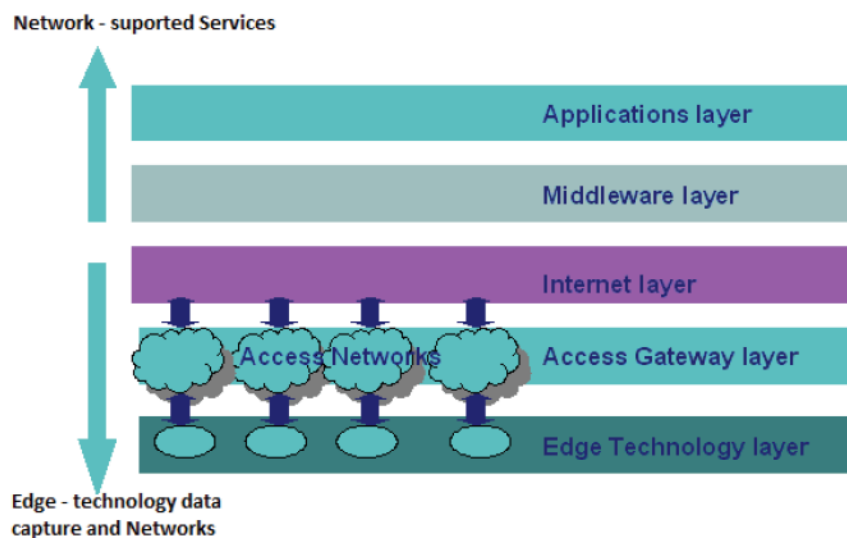 Network - suported Services
Applications layer
Middleware layer
Internet layer
Access Networks
Access Gateway layer
Edge Technology layer
Edge - technology data
capture and Networks